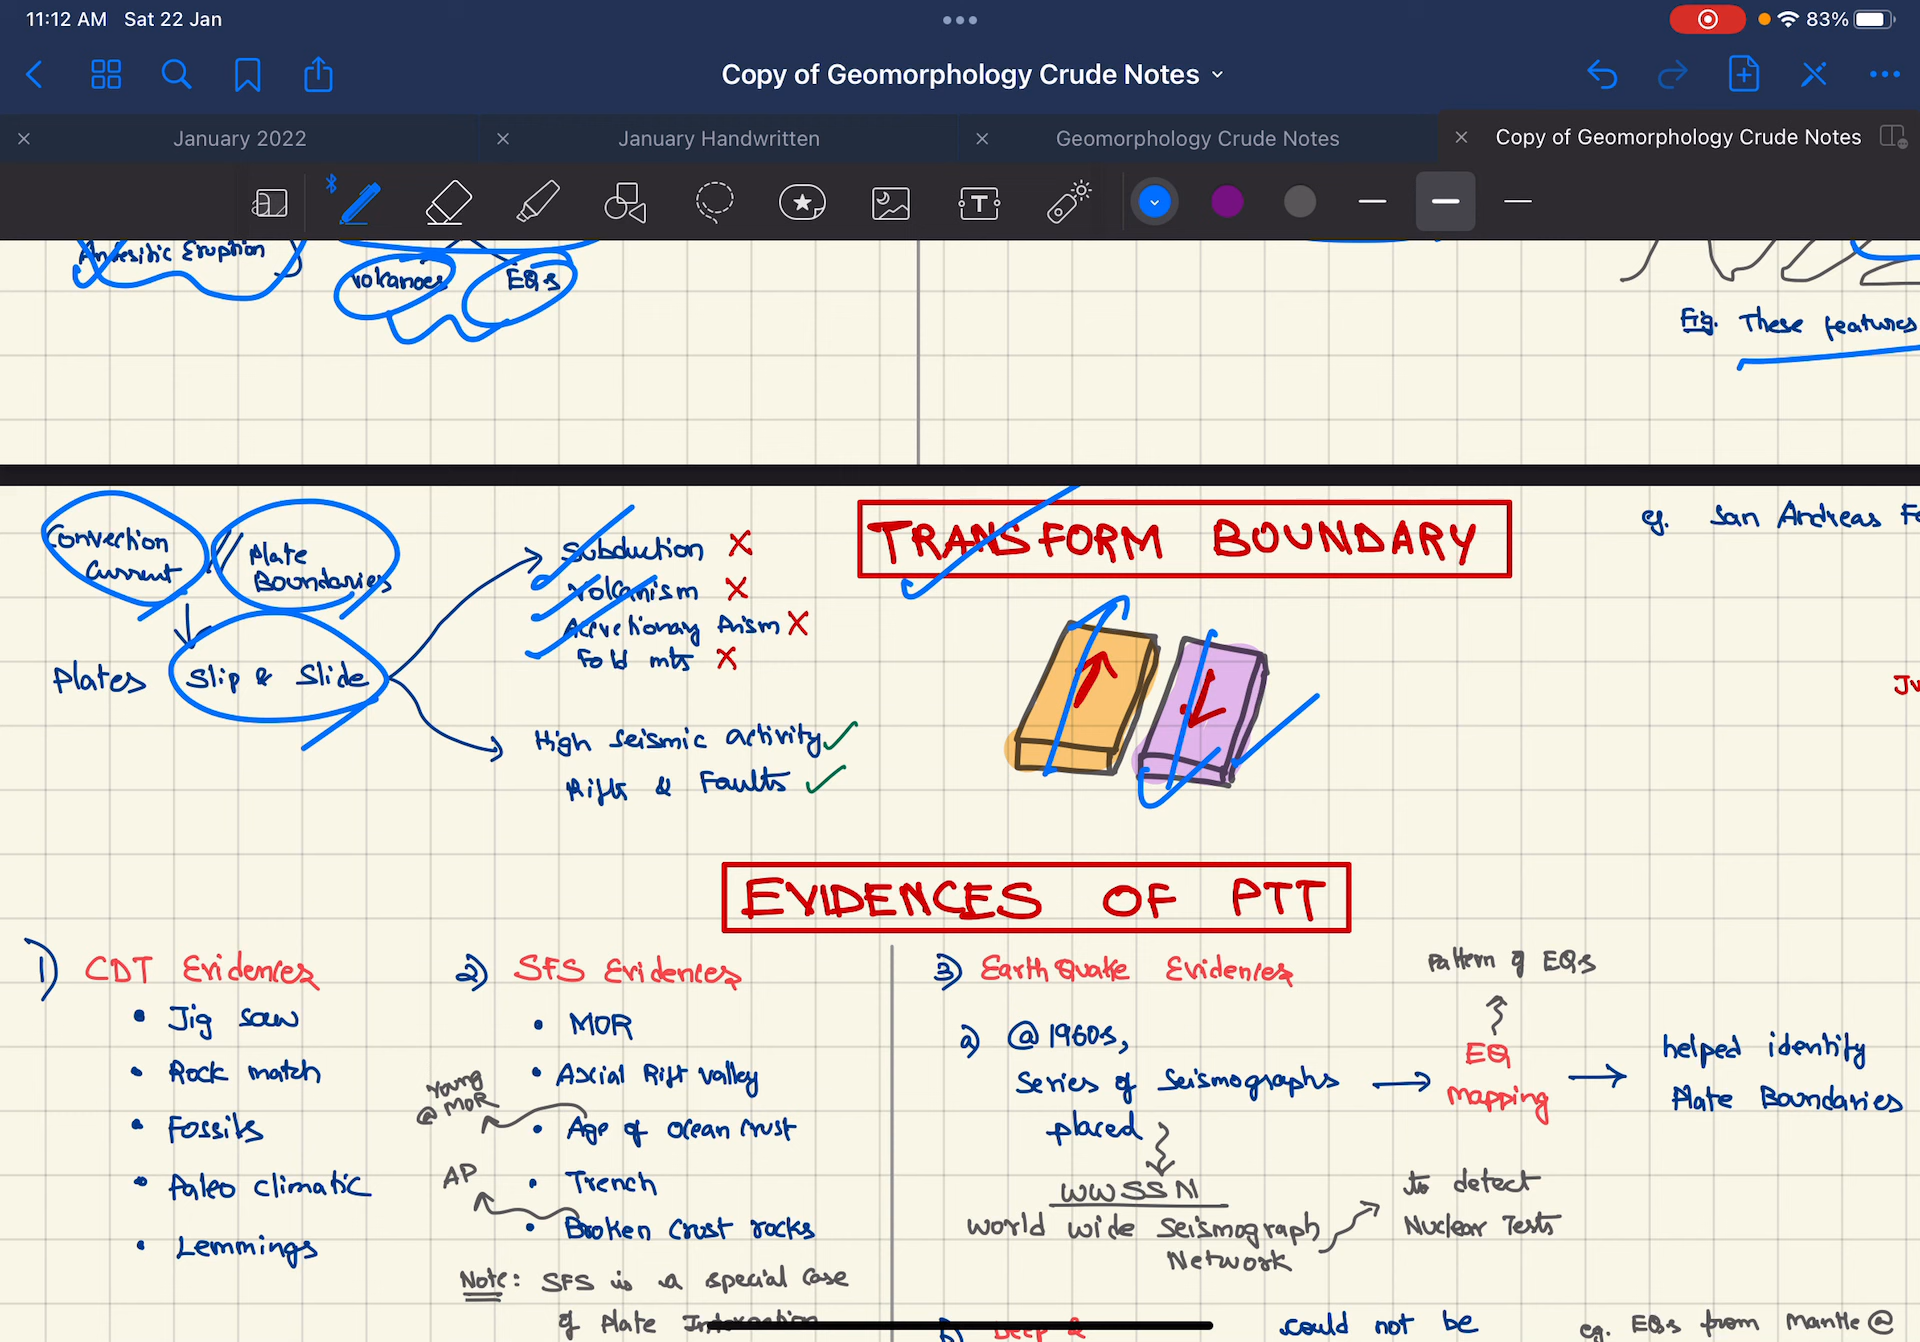 11:12 AM Sat 22 Jan
83%
Copy of Geomorphology Crude Notes
January 2022
January Handwritten
Geomorphology Crude Notes
Copy of Geomorphology Crude Notes
T
Andesitic Eruption
Volcanoes
EQs
Fig. These features
Convection
Current
//
Plate
Boundaries
Plates Slip & Slide
Subduction X
Volcanism X
Accretionary Prism X
Fold mts X
High Seismic activity ✓
Rifts & Faults ✓
TRANSFORM BOUNDARY
eg. San Andreas
EVIDENCES OF PTT
1) CDT Evidences
• Jig saw
• Rock match
• Fossils
• Paleo climatic
• Lemmings
2) SFS Evidences
• MOR
• Axial Rift valley
• Age of ocean crust
Young
@ MOR
• Trench
AP
• Broken Crust rocks
Note: SFS is a special case
of Plate Interaction
3) EarthQuake Evidences
a) @ 1960s,
Series of Seismographs
placed
WWSSN
World Wide Seismograph
Network
to detect
Nuclear Tests
Pattern of EQs
EQ
Mapping
helped identity
Plate Boundaries
Deep &
could not be
eg. EQs from Mantle @